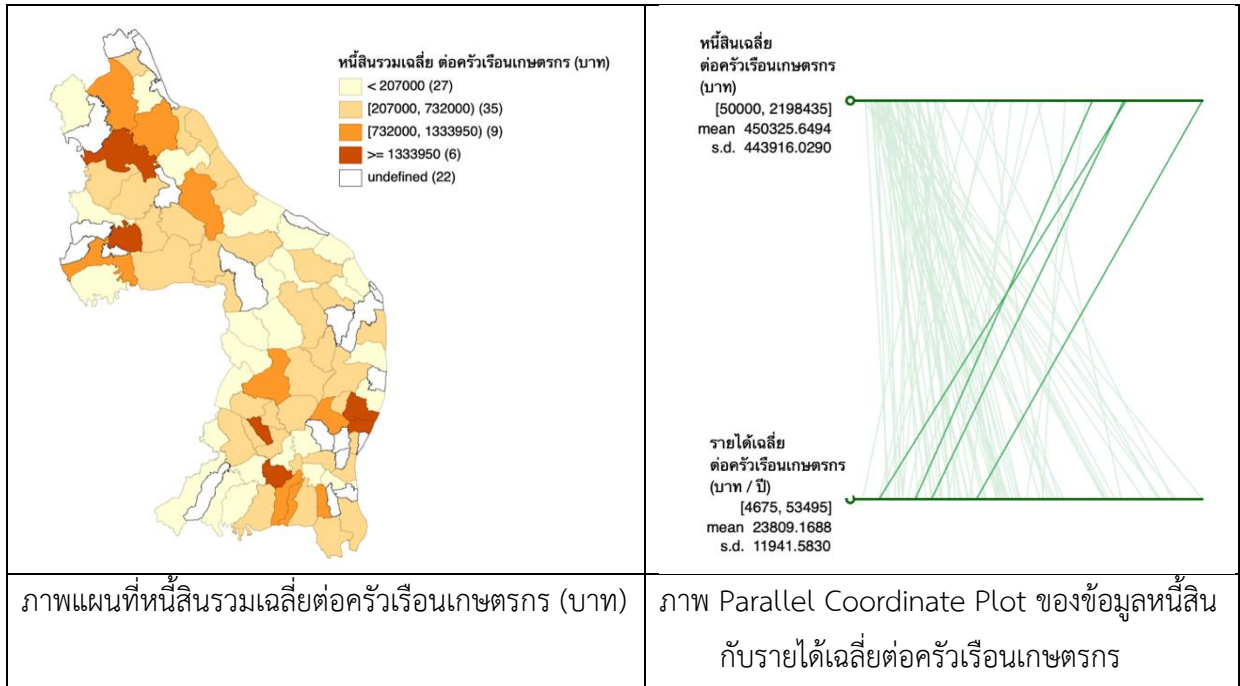 หนี้สินรวมเฉลี่ย ต่อครัวเรือนเกษตรกร (บาท)
< 207000 (27)
[207000, 732000) (35)
[732000, 1333950) (9)
>= 1333950 (6)
undefined (22)
หนี้สินเฉลี่ย
ต่อครัวเรือนเกษตรกร
(บาท)
[50000, 2198435]
mean 450325.6494
s.d. 443916.0290
รายได้เฉลี่ย
ต่อครัวเรือนเกษตรกร
(บาท / ปี)
[4675, 53495]
mean 23809.1688
s.d. 11941.5830
ภาพแผนที่หนี้สินรวมเฉลี่ยต่อครัวเรือนเกษตรกร (บาท)
ภาพ Parallel Coordinate Plot ของข้อมูลหนี้สิน
กับรายได้เฉลี่ยต่อครัวเรือนเกษตรกร